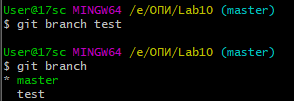 User@17sc MINGW64 /e/ОПИ/Lab10 (master)
$ git branch test
User@17sc MINGW64 /e/ОПИ/Lab10 (master)
$ git branch
* master
test